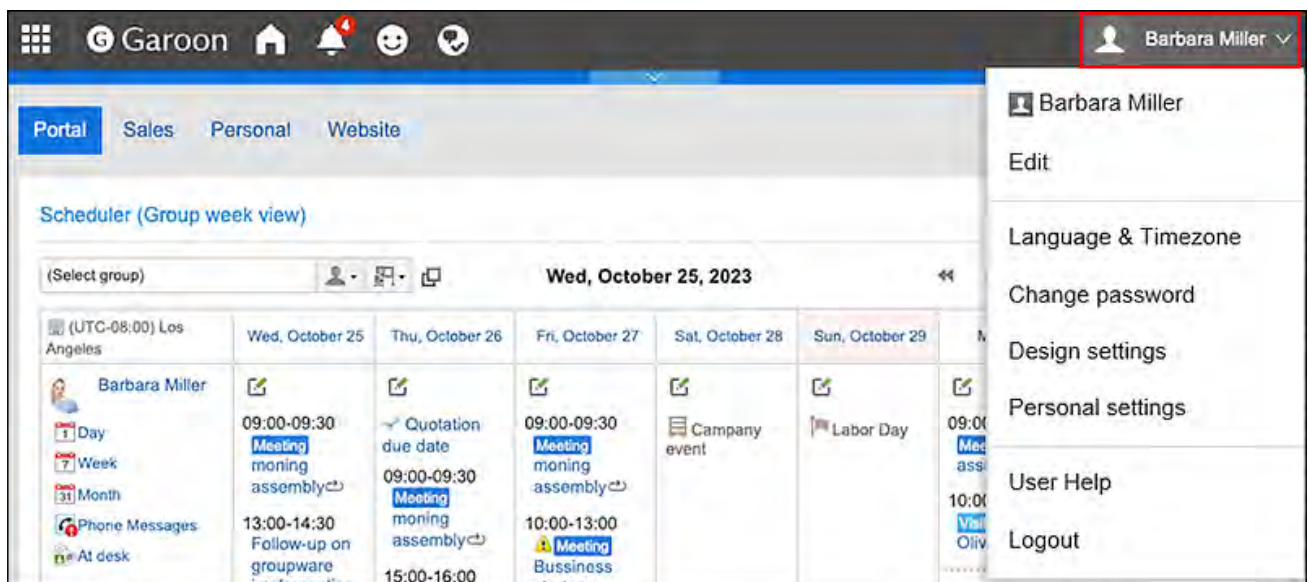 Garoon 4 Barbara Miller
Portal Sales Personal Website
Barbara Miller
Edit
Language & Timezone
Change password
Design settings
Personal settings
User Help
Logout
Scheduler (Group week view)
(Select group) Wed, October 25, 2023
(UTC-08:00) Los
Angeles
Wed, October 25 Thu, October 26 Fri, October 27 Sat, October 28 Sun, October 29
Barbara Miller
1 Day
7 Week
31 Month
Phone Messages
At desk
09:00-09:30
Meeting
moning
assembly
13:00-14:30
Follow-up on
groupware
Quotation
due date
09:00-09:30
Meeting
moning
assembly
15:00-16:00
09:00-09:30
Meeting
moning
assembly
10:00-13:00
Meeting
Bussiness
Campany
event
Labor Day